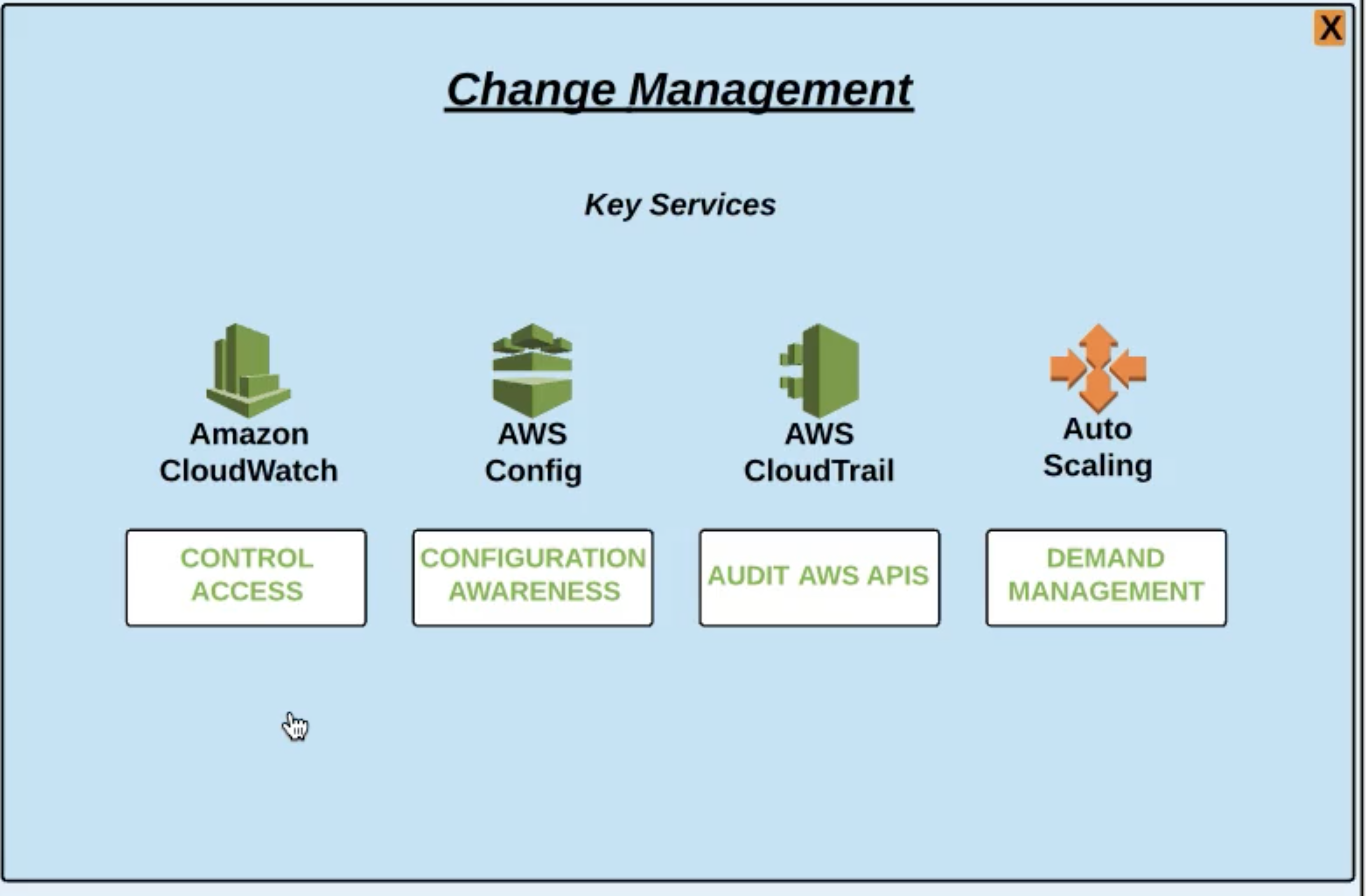 X
Change Management
Key Services
Amazon
CloudWatch
AWS
Config
AWS
CloudTrail
Auto
Scaling
CONTROL
ACCESS
CONFIGURATION
AWARENESS
AUDIT AWS APIS
DEMAND
MANAGEMENT